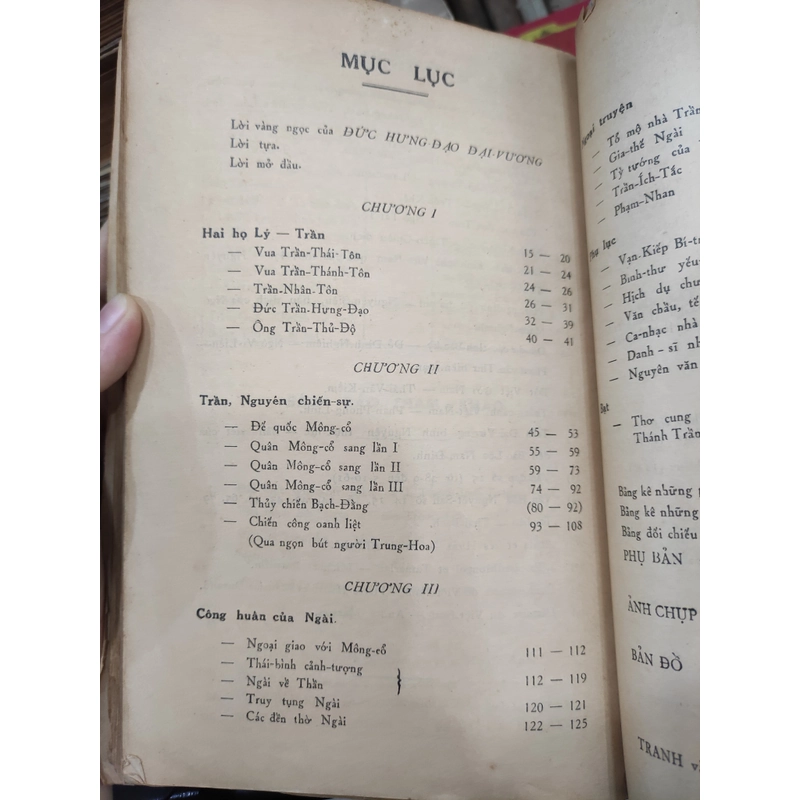 MỤC LỤC
Lời vàng ngọc của ĐỨC HƯNG-ĐẠO ĐẠI-VƯƠNG
Lời tựa.
Lời mở đầu.
CHƯƠNG I
Hai họ Lý — Trần 15 — 20
— Vua Trần-Thái-Tôn 21 — 24
— Vua Trần-Thánh-Tôn 24 — 26
— Trần-Nhân-Tôn 26 — 31
— Đức Trần-Hưng-Đạo 32 — 39
— Ông Trần-Thủ-Độ 40 — 41
CHƯƠNG II
Trần, Nguyên chiến-sự.
— Đế quốc Mông-cổ 45 — 53
— Quân Mông-cổ sang lần I 55 — 59
— Quân Mông-cổ sang lần II 59 — 73
— Quân Mông-cổ sang lần III 74 — 92
— Thủy chiến Bạch-Đằng (80 — 92)
— Chiến công oanh liệt 93 — 108
(Qua ngọn bút người Trung-Hoa)
CHƯƠNG III
Công huân của Ngài.
— Ngoại giao với Mông-cổ 111 — 112
— Thái-bình cảnh-tượng
— Ngài về Thần } 112 — 119
— Truy tụng Ngài 120 — 121
— Các đền thờ Ngài 122 — 125
truyện
— Tổ mộ nhà Trần
— Gia-thế Ngài
— Tỳ tướng của
— Trần-Ích-Tắc
— Phạm-Nhan
lục
— Vạn-Kiếp
— Binh-thư yếu
— Hịch dụ
— Văn chầu, tế
— Ca-nhạc nhà
— Danh-sĩ
— Nguyên văn
— Thơ cung
Thánh Trần
Bảng kê những
Bảng kê những
Bảng đối chiếu
PHỤ BẢN
ẢNH CHỤP
BẢN ĐỒ
TRANH